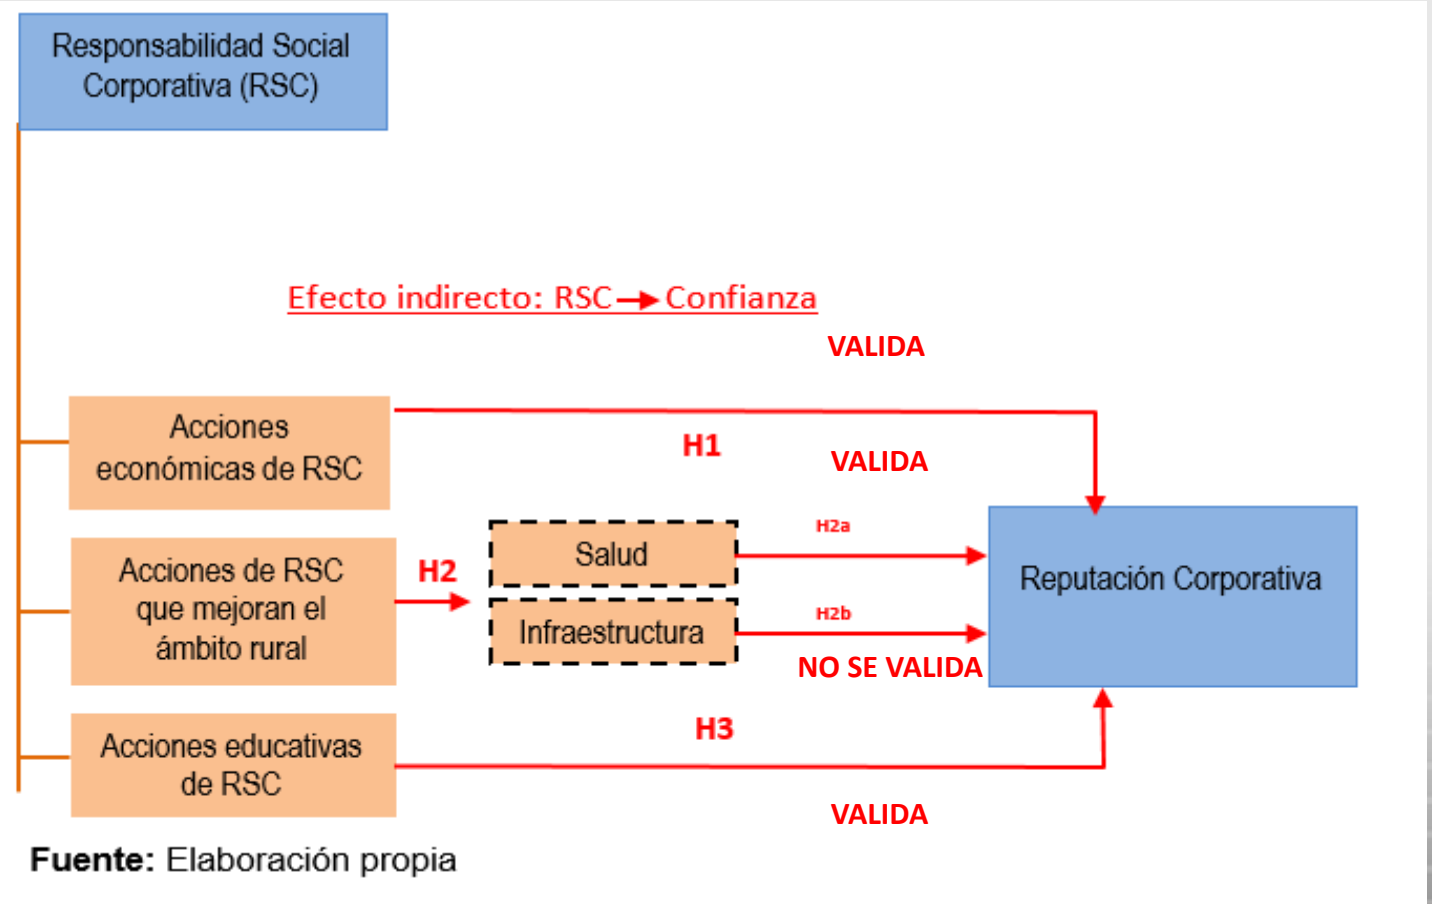 Responsabilidad Social
Corporativa (RSC)
Efecto indirecto: RSC Confianza
VALIDA
Acciones
económicas de RSC
H1
VALIDA
Acciones de RSC
que mejoran el
ámbito rural
H2
Salud
H2a
Infraestructura
H2b
NO SE VALIDA
Reputación Corporativa
Acciones educativas
de RSC
H3
VALIDA
Fuente: Elaboración propia